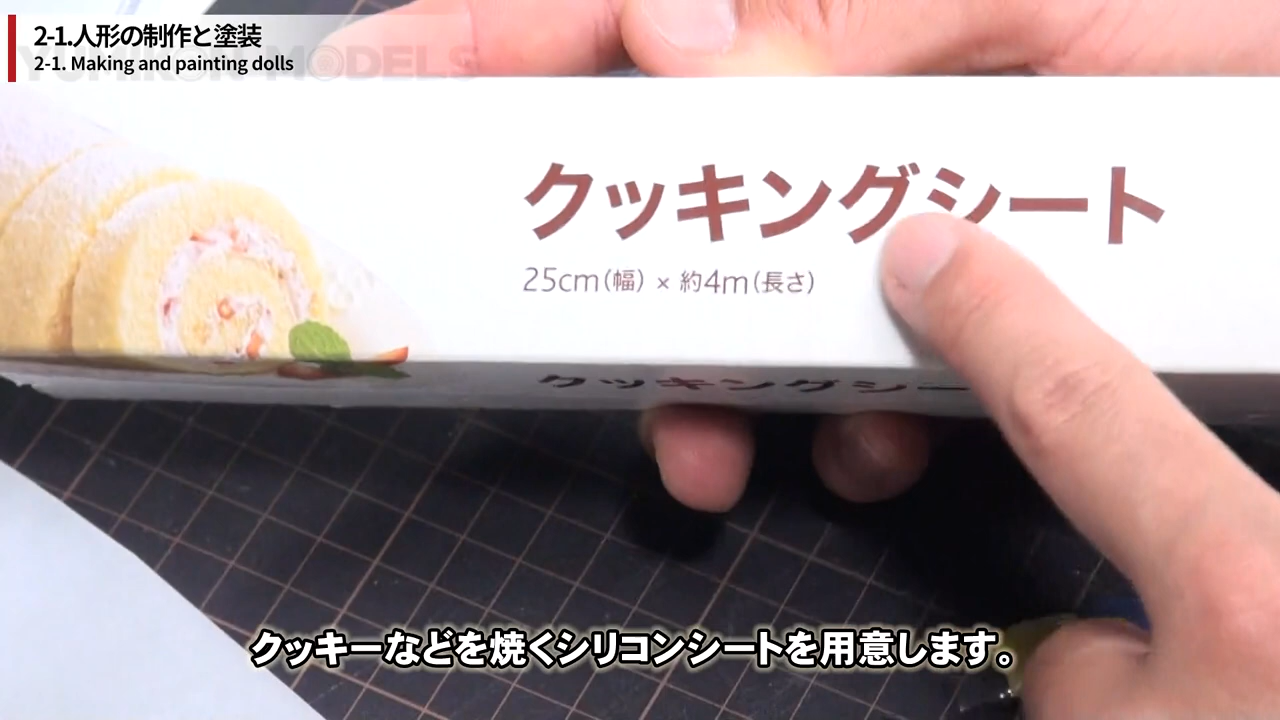 2-1.人形の制作と塗装
2-1. Making and painting dolls
YUMIKOR MODELS
クッキングシート
25cm(幅) × 約4m(長さ)
クッキングシー
クッキーなどを焼くシリコンシートを用意します。